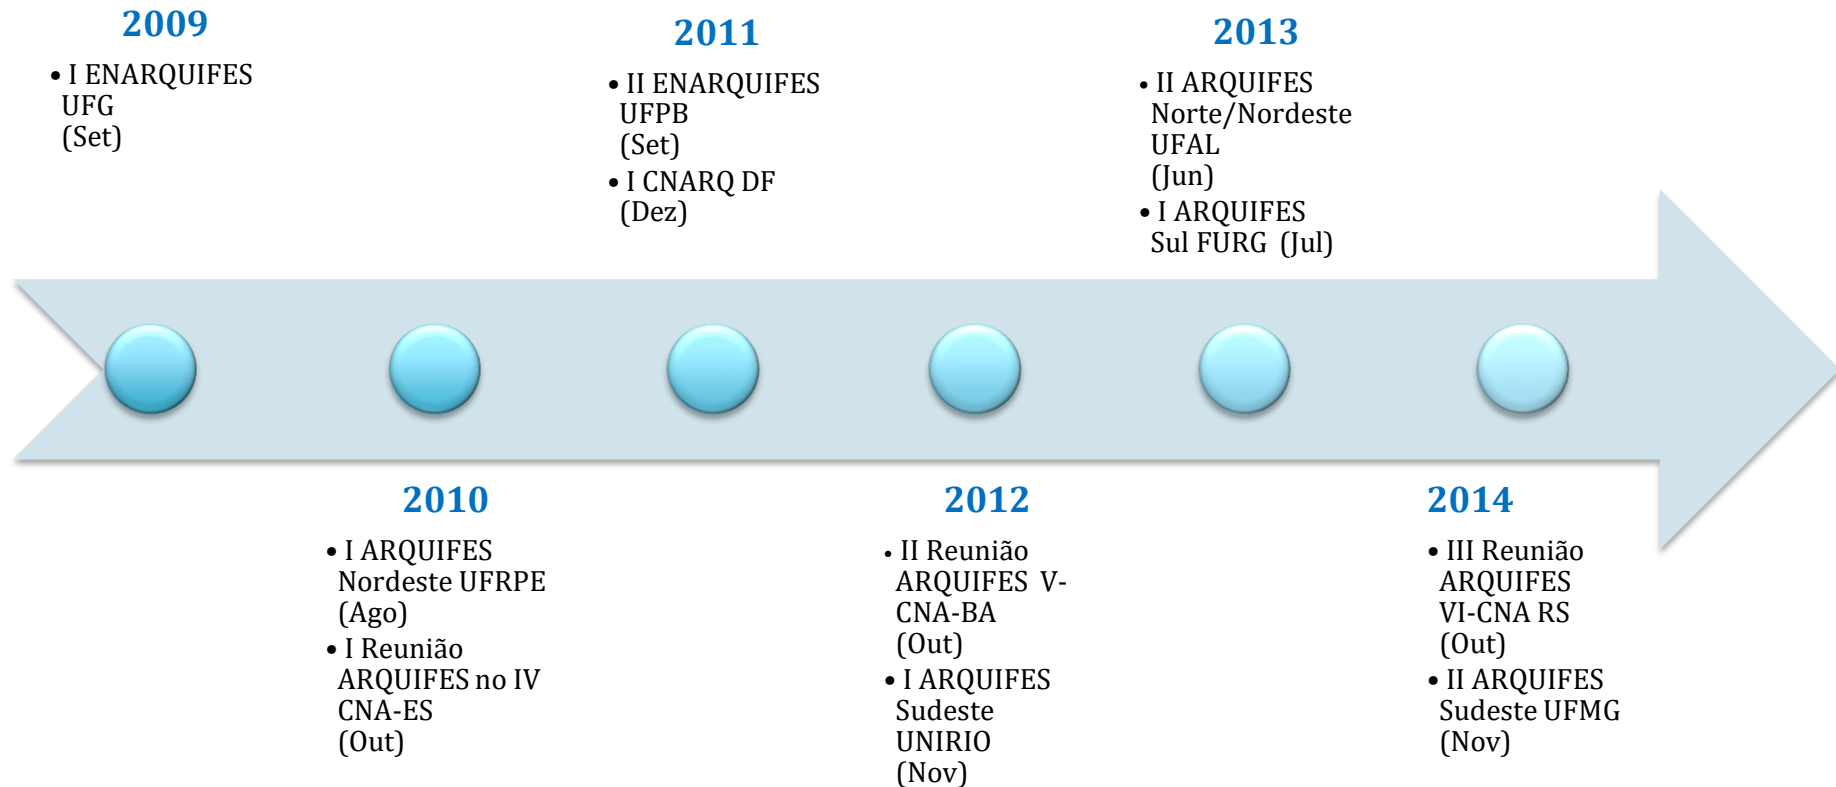 2009
• I ENARQUIFES
UFG
(Set)
2011
• II ENARQUIFES
UFPB
(Set)
• I CNARQ DF
(Dez)
2013
• II ARQUIFES
Norte/Nordeste
UFAL
(Jun)
• I ARQUIFES
Sul FURG (Jul)
2010
• I ARQUIFES
Nordeste UFRPE
(Ago)
• I Reunião
ARQUIFES no IV
CNA-ES
(Out)
2012
• II Reunião
ARQUIFES V-
CNA-BA
(Out)
• I ARQUIFES
Sudeste
UNIRIO
(Nov)
2014
• III Reunião
ARQUIFES
VI-CNA RS
(Out)
• II ARQUIFES
Sudeste UFMG
(Nov)